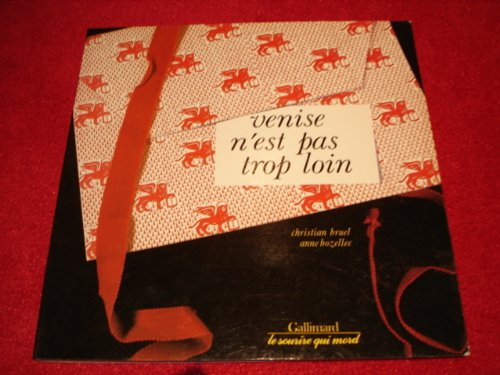 venise
n'est pas
trop loin
christian bruel
anne bozellec
Gallimard
le sourire qui mord